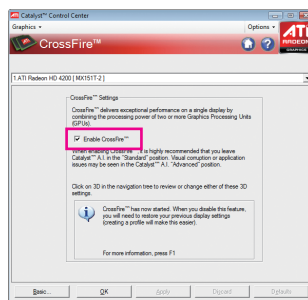 Catalyst™ Control Center
Graphics
Options
CrossFire™
ATI
RADEON
GRAPHICS
1.ATI Radeon HD 4200 [ MX151T-2 ]
CrossFire™ Settings
CrossFire™ delivers exceptional performance on a single display by
combining the processing power of two or more Graphics Processing Units
(GPUs).
Enable CrossFire™
When enabling CrossFire™, it is highly recommended that you leave
Catalyst™ A.I. in the "Standard" position. Visual corruption or application
issues may be seen in the Catalyst™ A.I. "Advanced" position.
Click on 3D in the navigation tree to review or change either of these 3D
settings.
CrossFire™ has now started. When you disable this feature,
you will need to restore your previous display settings
(creating a profile will make this easier).
For more information, press F1
Basic...
OK
Apply
Discard
Defaults